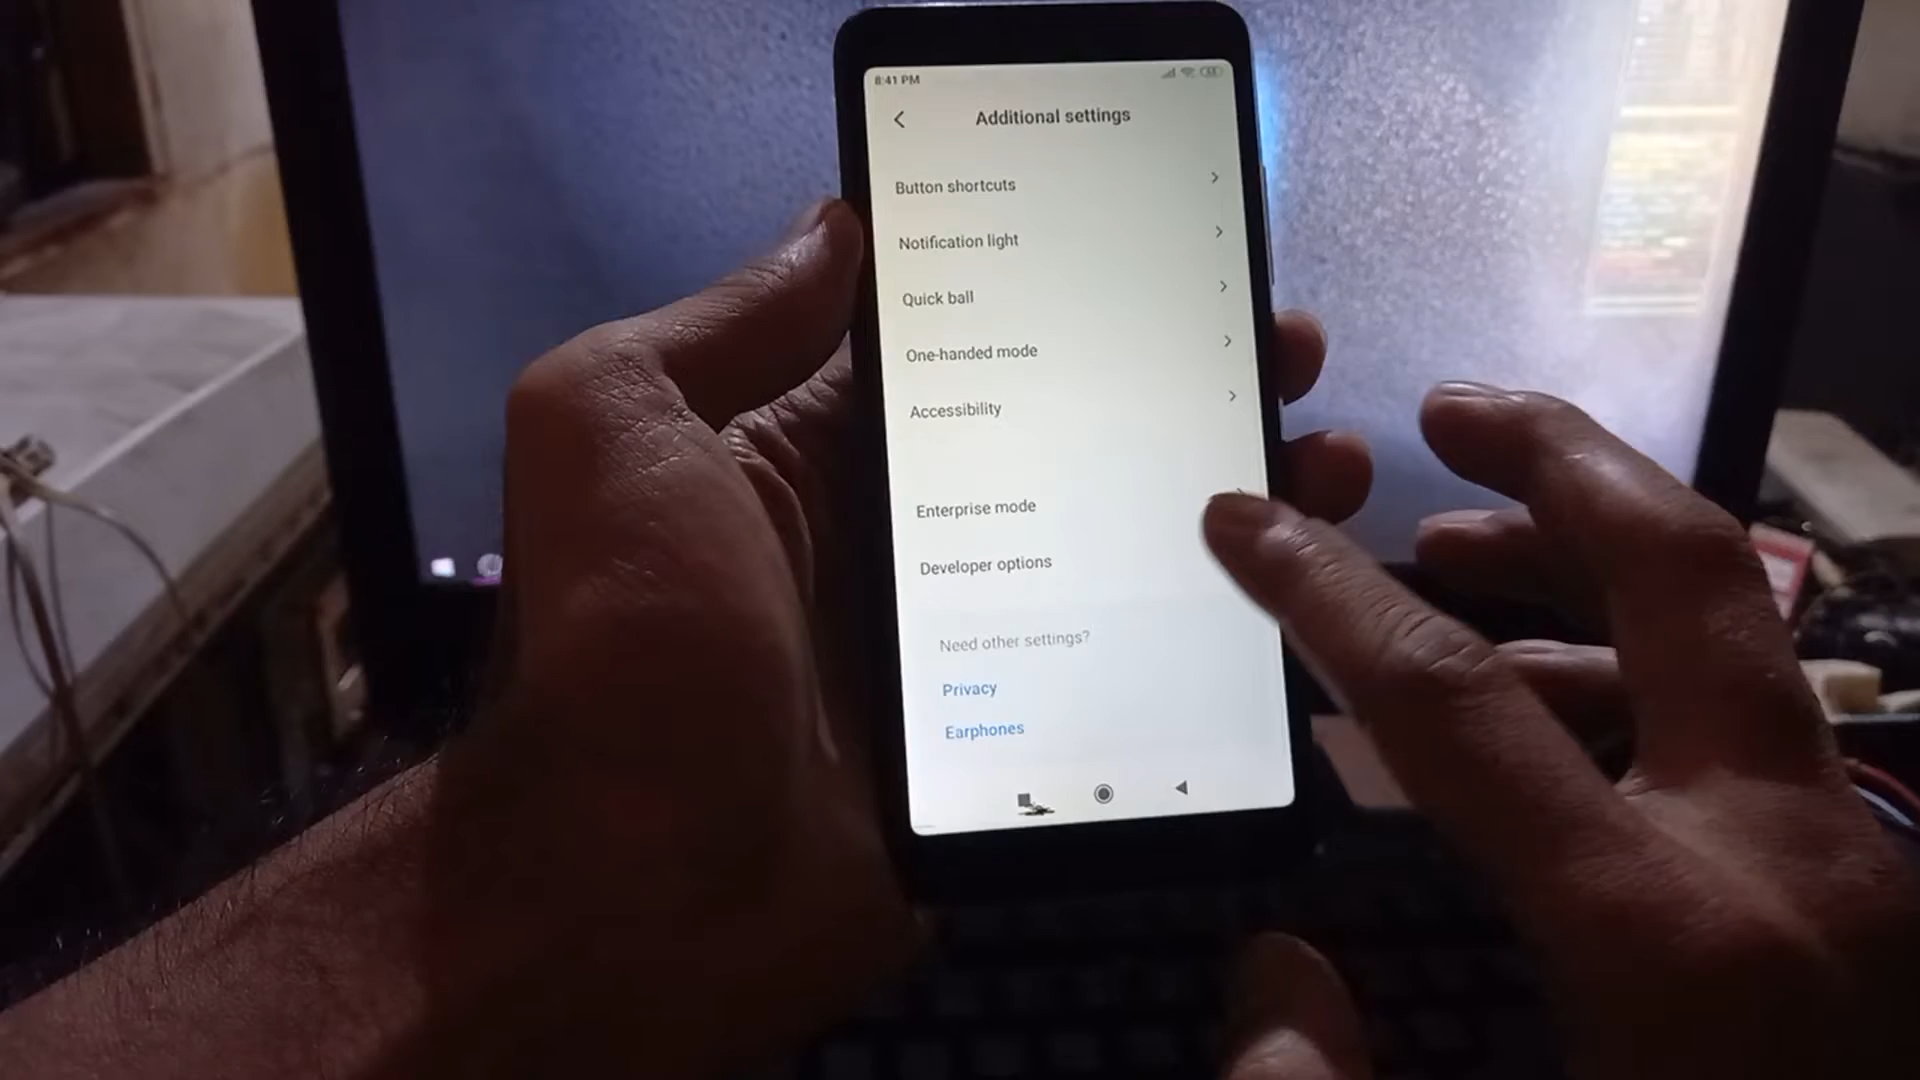 8:41 PM
Additional settings
Button shortcuts
Notification light
Quick ball
One-handed mode
Accessibility
Enterprise mode
Developer options
Need other settings?
Privacy
Earphones